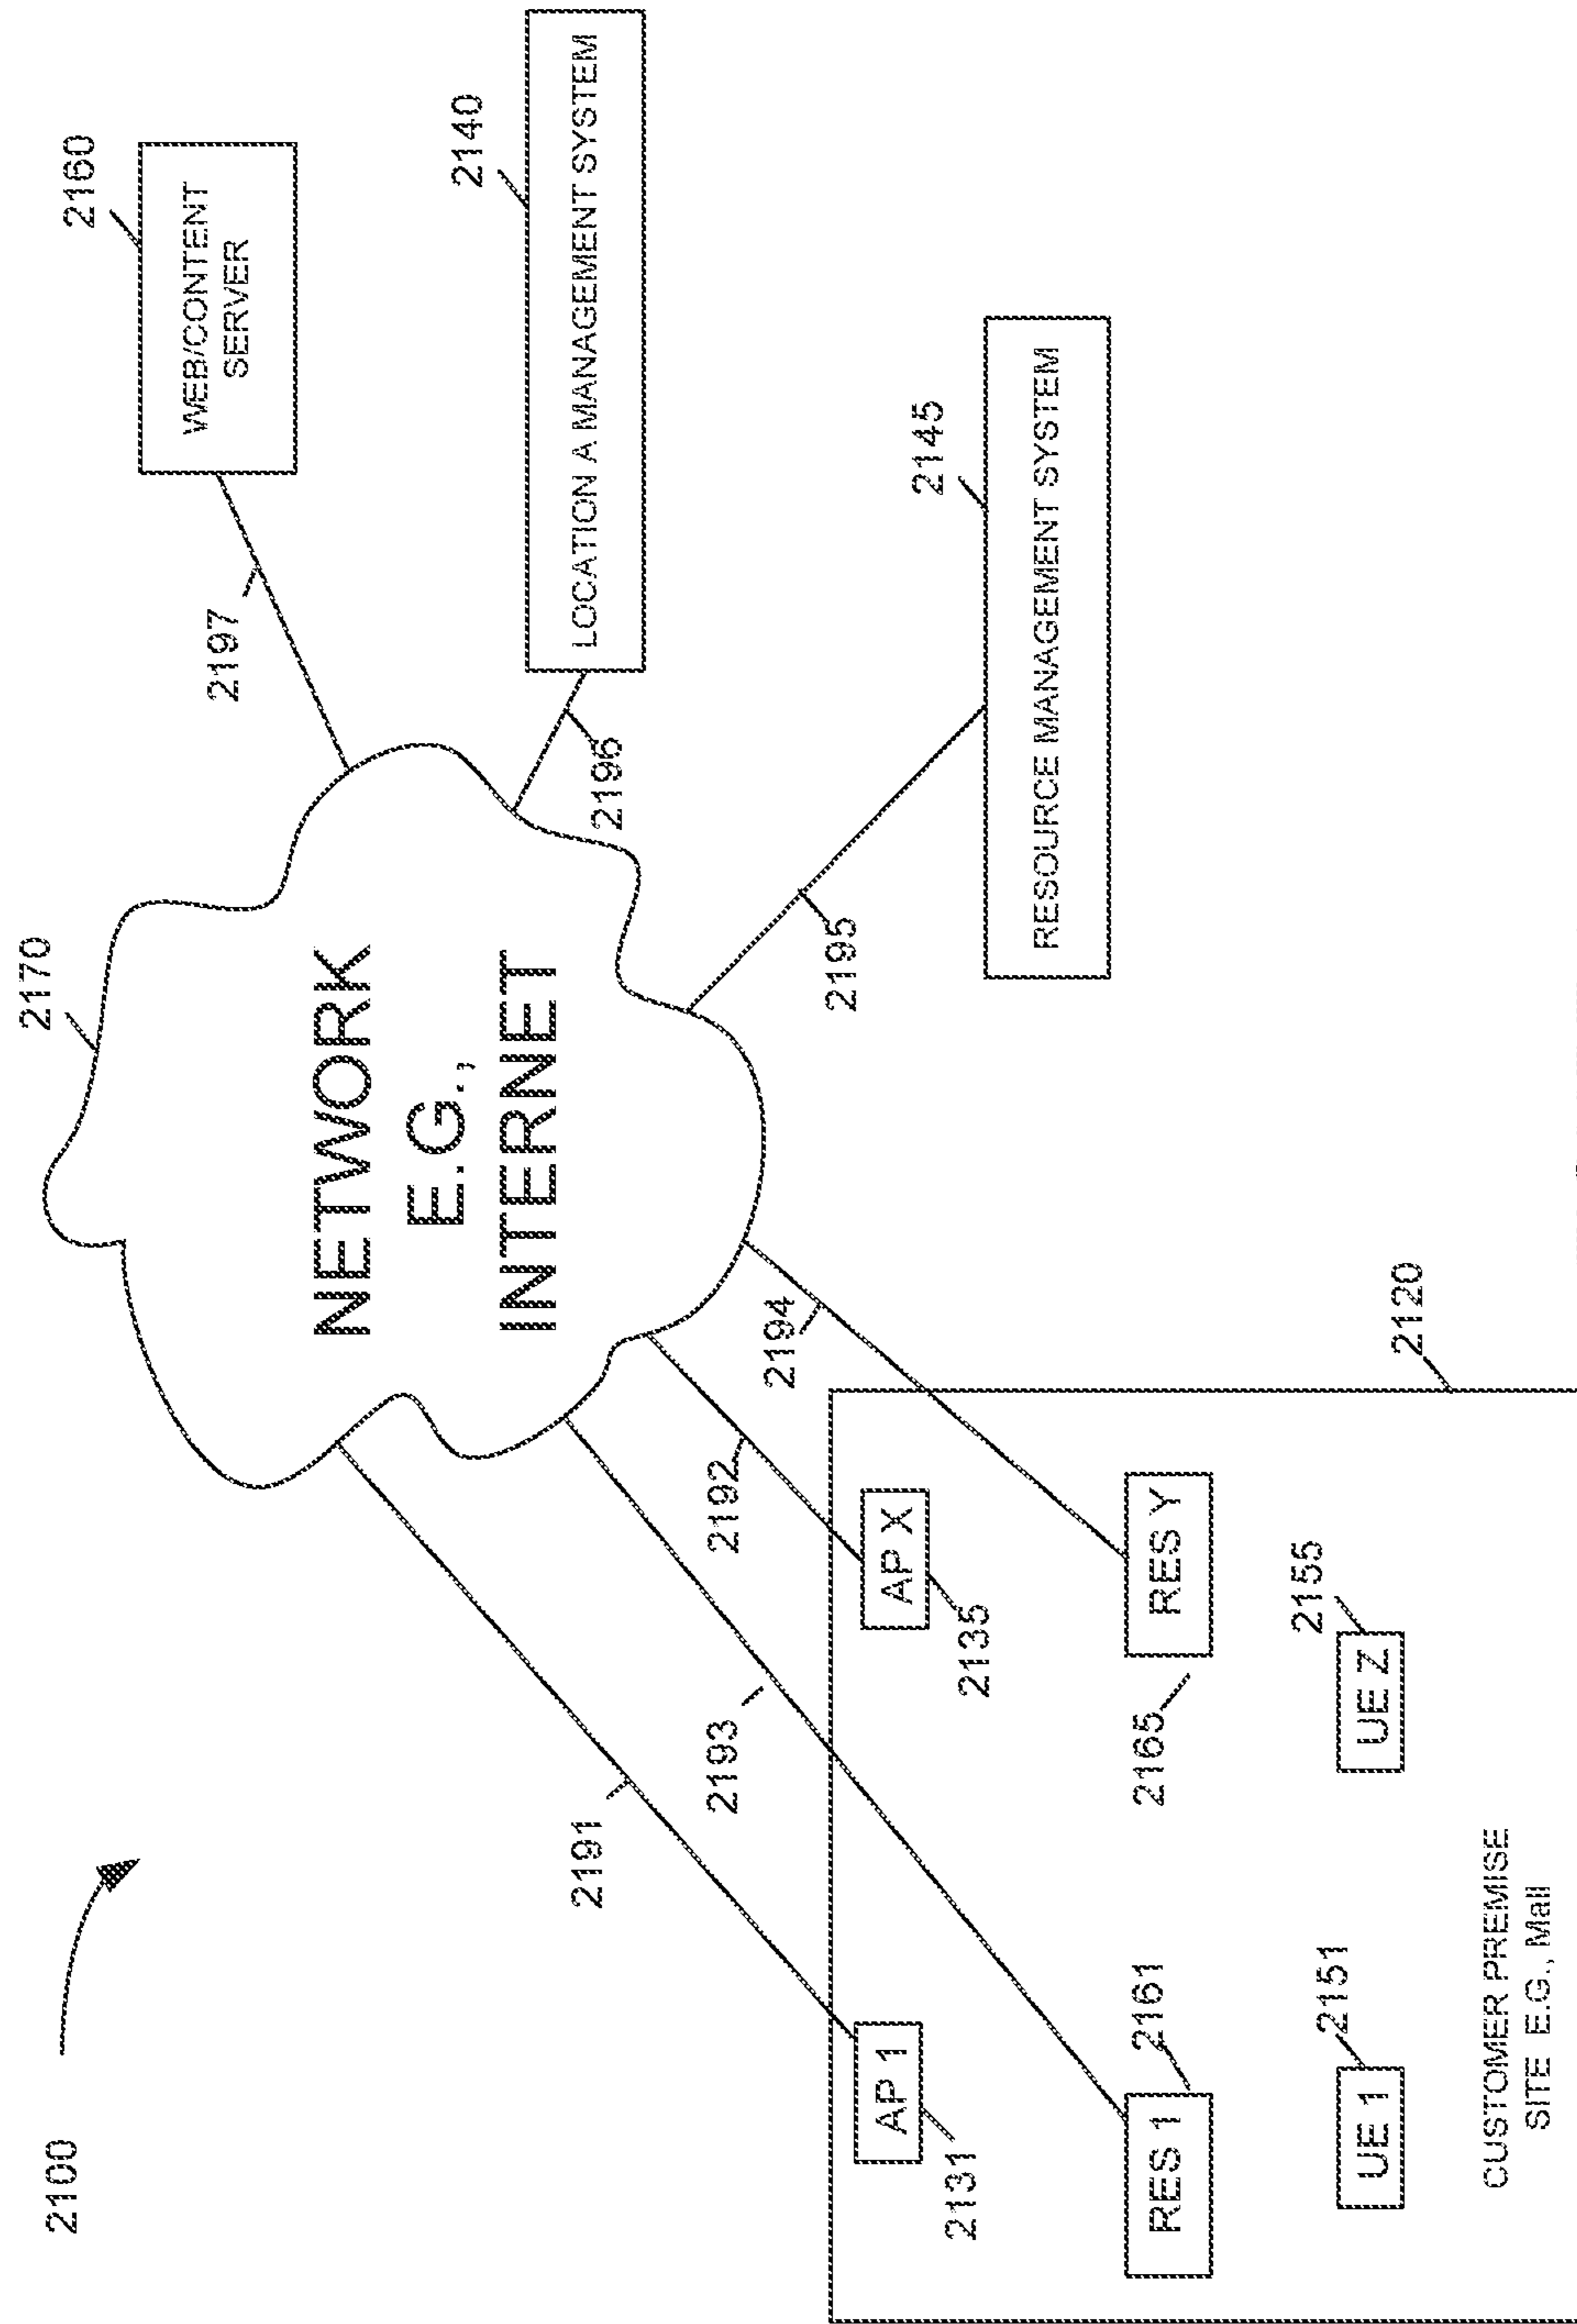 2100
2170
NETWORK
E.G.,
INTERNET
2197
2160
WEB/CONTENT
SERVER
2196
2140
LOCATION A MANAGEMENT SYSTEM
2195
2145
RESOURCE MANAGEMENT SYSTEM
2191
2193
2192
2194
2120
AP 1
2131
AP X
2135
RES 1
2161
RES Y
2165
UE 1
2151
UE Z
2155
CUSTOMER PREMISE
SITE E.G., Mall